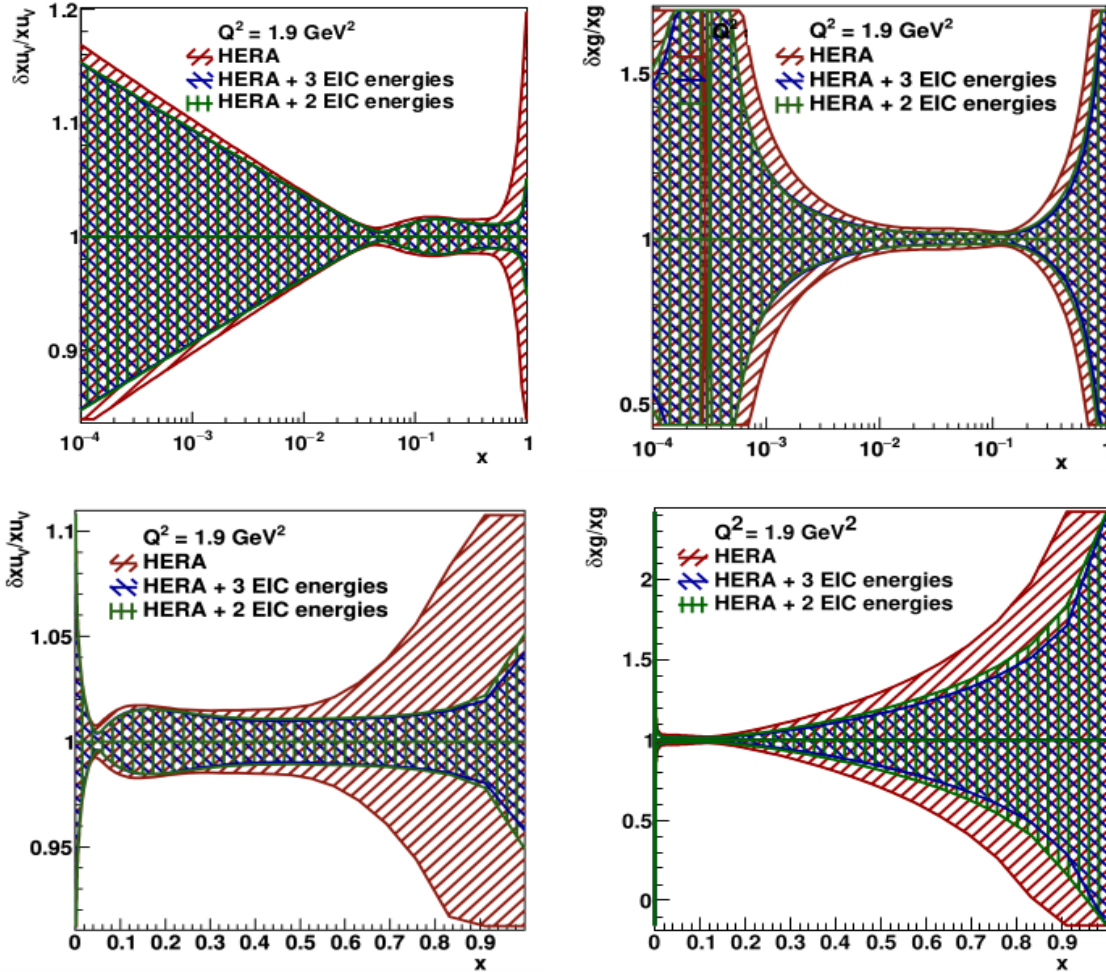 δxu_V/xu_V
1.2
1.1
1
0.9
Q² = 1.9 GeV²
HERA
HERA + 3 EIC energies
HERA + 2 EIC energies
10⁻⁴ 10⁻³ 10⁻² 10⁻¹ 1
x
δxg/xg
1.5
1
0.5
Q²
Q² = 1.9 GeV²
HERA
HERA + 3 EIC energies
HERA + 2 EIC energies
10⁻⁴ 10⁻³ 10⁻² 10⁻¹ 1
x
δxu_V/xu_V
1.1
1.05
1
0.95
Q² = 1.9 GeV²
HERA
HERA + 3 EIC energies
HERA + 2 EIC energies
0 0.1 0.2 0.3 0.4 0.5 0.6 0.7 0.8 0.9
x
δxg/xg
2
1.5
1
0.5
0
Q² = 1.9 GeV²
HERA
HERA + 3 EIC energies
HERA + 2 EIC energies
0 0.1 0.2 0.3 0.4 0.5 0.6 0.7 0.8 0.9
x